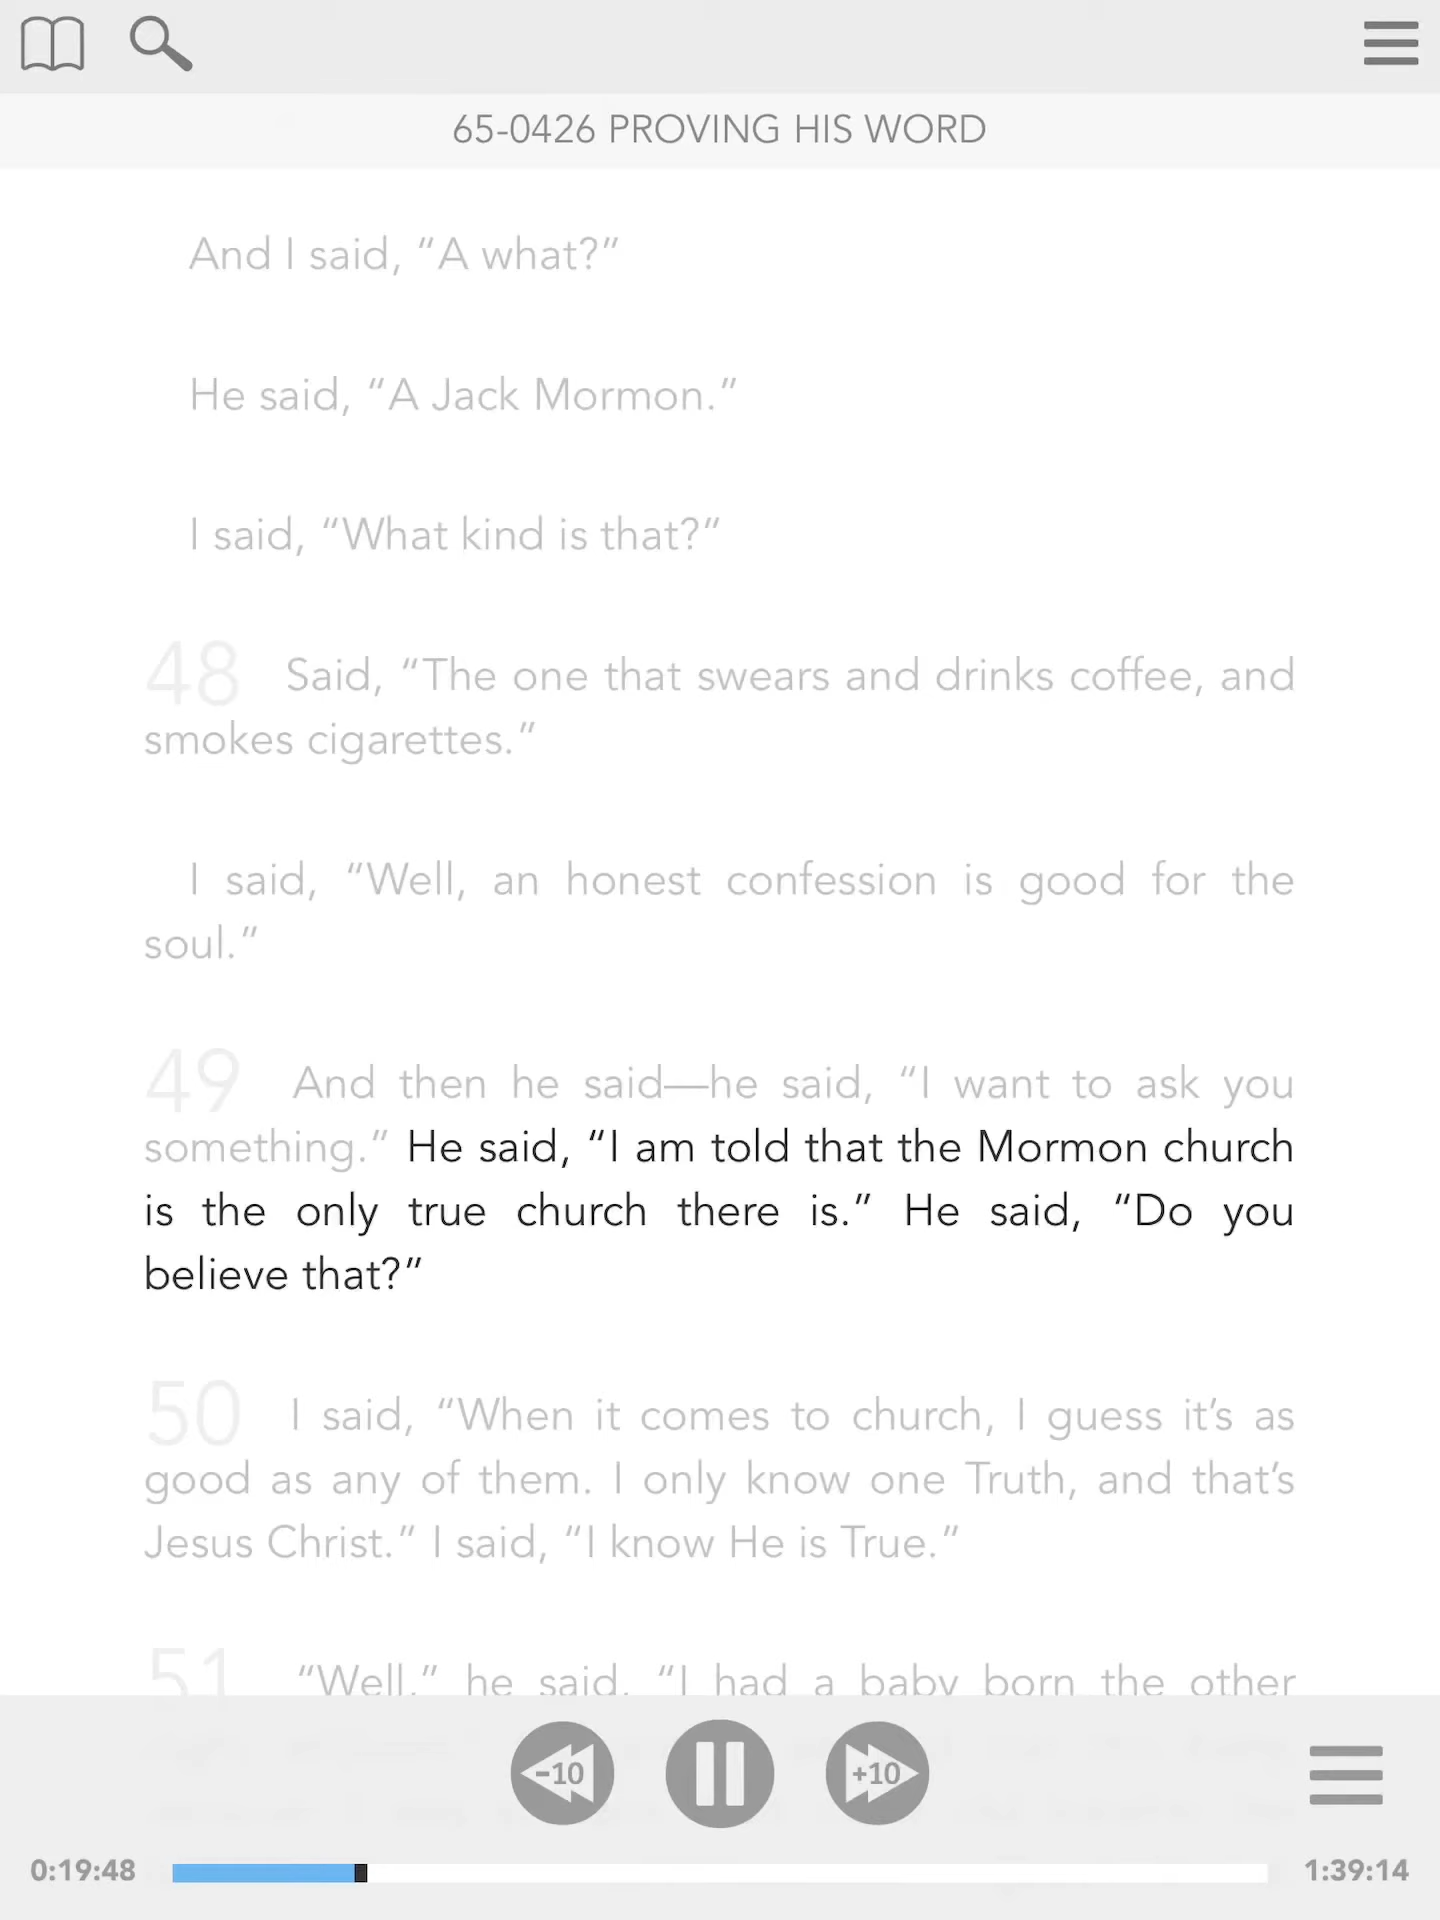 65-0426 PROVING HIS WORD
And I said, “A what?”
He said, “A Jack Mormon.”
I said, “What kind is that?”
48 Said, “The one that swears and drinks coffee, and
smokes cigarettes.”
I said, “Well, an honest confession is good for the
soul.”
49 And then he said—he said, “I want to ask you
something.” He said, “I am told that the Mormon church
is the only true church there is.” He said, “Do you
believe that?”
50 I said, “When it comes to church, I guess it’s as
good as any of them. I only know one Truth, and that’s
Jesus Christ.” I said, “I know He is True.”
51 “Well,” he said, “I had a baby born the other
-10 +10
0:19:48 1:39:14